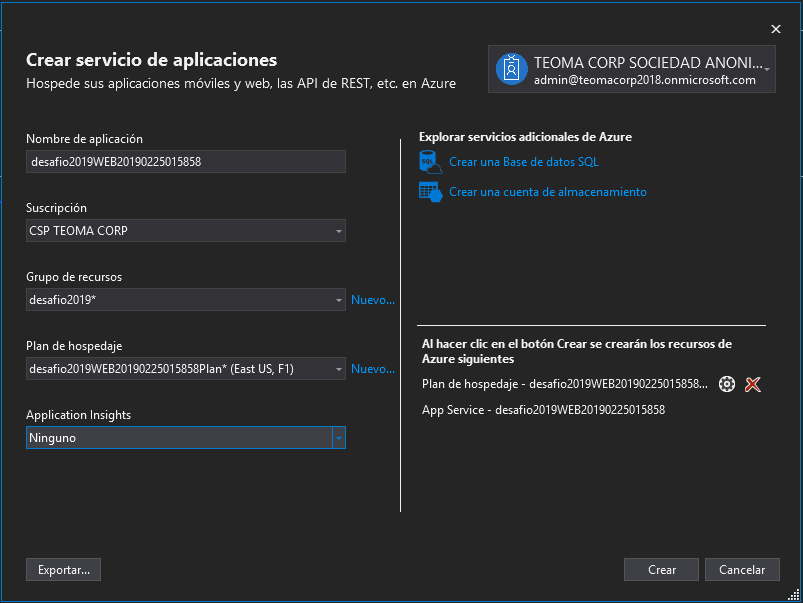 Crear servicio de aplicaciones
Hospede sus aplicaciones móviles y web, las API de REST, etc. en Azure
TEOMA CORP SOCIEDAD ANONI...
admin@teomacorp2018.onmicrosoft.com
Nombre de aplicación
desafio2019WEB20190225015858
Suscripción
CSP TEOMA CORP
Grupo de recursos
desafio2019*
Nuevo...
Plan de hospedaje
desafio2019WEB20190225015858Plan* (East US, F1)
Nuevo...
Application Insights
Ninguno
Explorar servicios adicionales de Azure
SQL
Crear una Base de datos SQL
Crear una cuenta de almacenamiento
Al hacer clic en el botón Crear se crearán los recursos de
Azure siguientes
Plan de hospedaje - desafio2019WEB20190225015858...
App Service - desafio2019WEB20190225015858
Exportar...
Crear
Cancelar